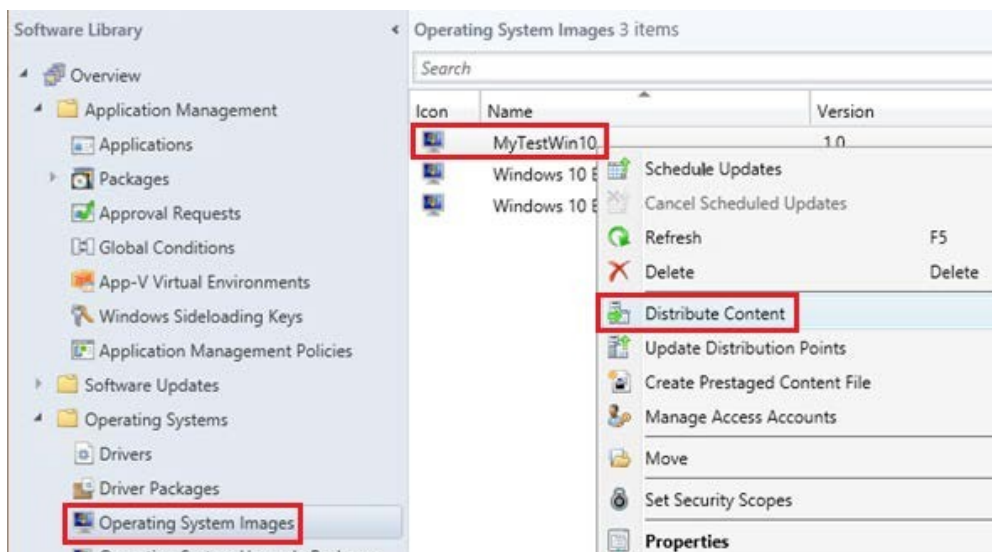 Software Library
Overview
Application Management
Applications
Packages
Approval Requests
Global Conditions
App-V Virtual Environments
Windows Sideloading Keys
Application Management Policies
Software Updates
Operating Systems
Drivers
Driver Packages
Operating System Images
Operating System Images 3 items
Search
Icon Name Version
MyTestWin10 1.0
Windows 10 E
Windows 10 E
Schedule Updates
Cancel Scheduled Updates
Refresh F5
Delete Delete
Distribute Content
Update Distribution Points
Create Prestaged Content File
Manage Access Accounts
Move
Set Security Scopes
Properties